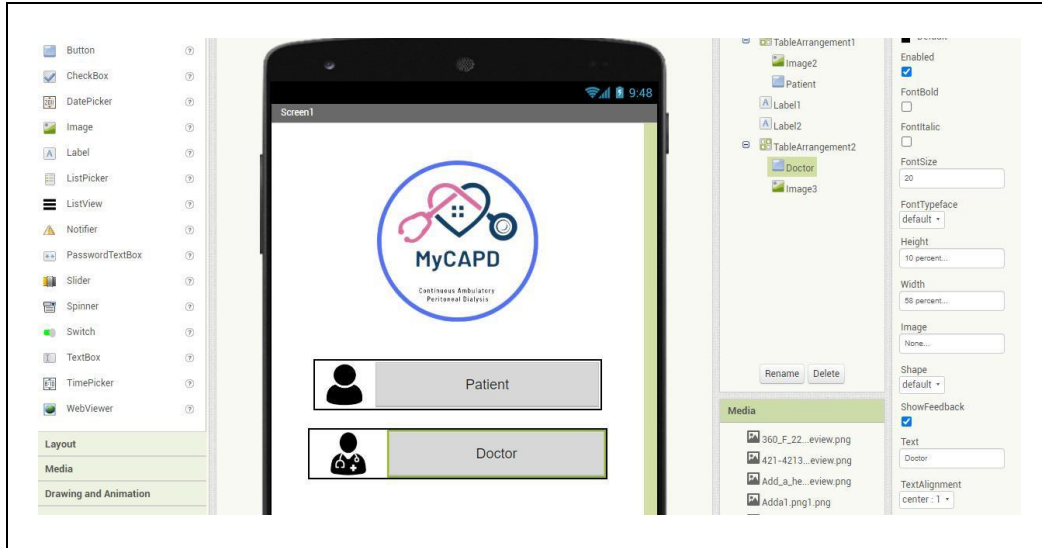 Button
CheckBox
DatePicker
Image
Label
ListPicker
ListView
Notifier
PasswordTextBox
Slider
Spinner
Switch
TextBox
TimePicker
WebViewer
Layout
Media
Drawing and Animation
9:48
Screen1
MyCAPD
Continuous Ambulatory
Peritoneal Dialysis
Patient
Doctor
TableArrangement1
Image2
Patient
Label1
Label2
TableArrangement2
Doctor
Image3
Rename Delete
Media
360_F_22...eview.png
421-4213...eview.png
Add_a_he...eview.png
Adda1.png1.png
Enabled
FontBold
FontItalic
FontSize
20
FontTypeface
default
Height
10 percent...
Width
58 percent...
Image
None...
Shape
default
ShowFeedback
Text
Doctor
TextAlignment
center : 1